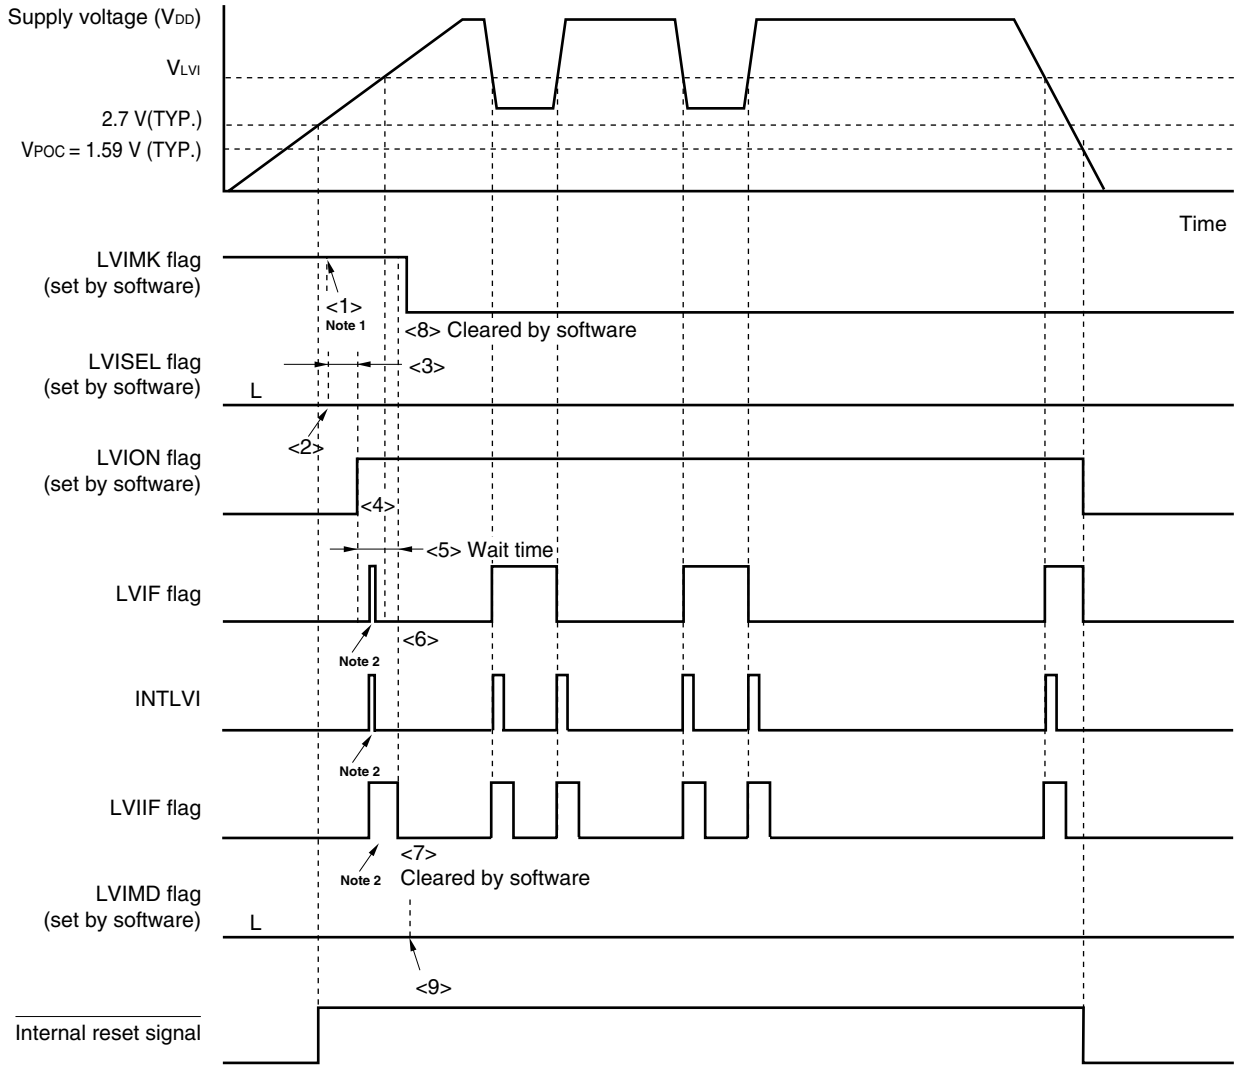 Supply voltage (VDD)
VLVI
2.7 V(TYP.)
VPOC = 1.59 V (TYP.)
Time
LVIMK flag
(set by software)
<1>
Note 1
<8> Cleared by software
LVISEL flag
(set by software)
<3>
L
<2>
LVION flag
(set by software)
<4>
<5> Wait time
LVIF flag
<6>
Note 2
INTLVI
Note 2
LVIIF flag
<7>
Note 2
Cleared by software
LVIMD flag
(set by software)
L
<9>
Internal reset signal